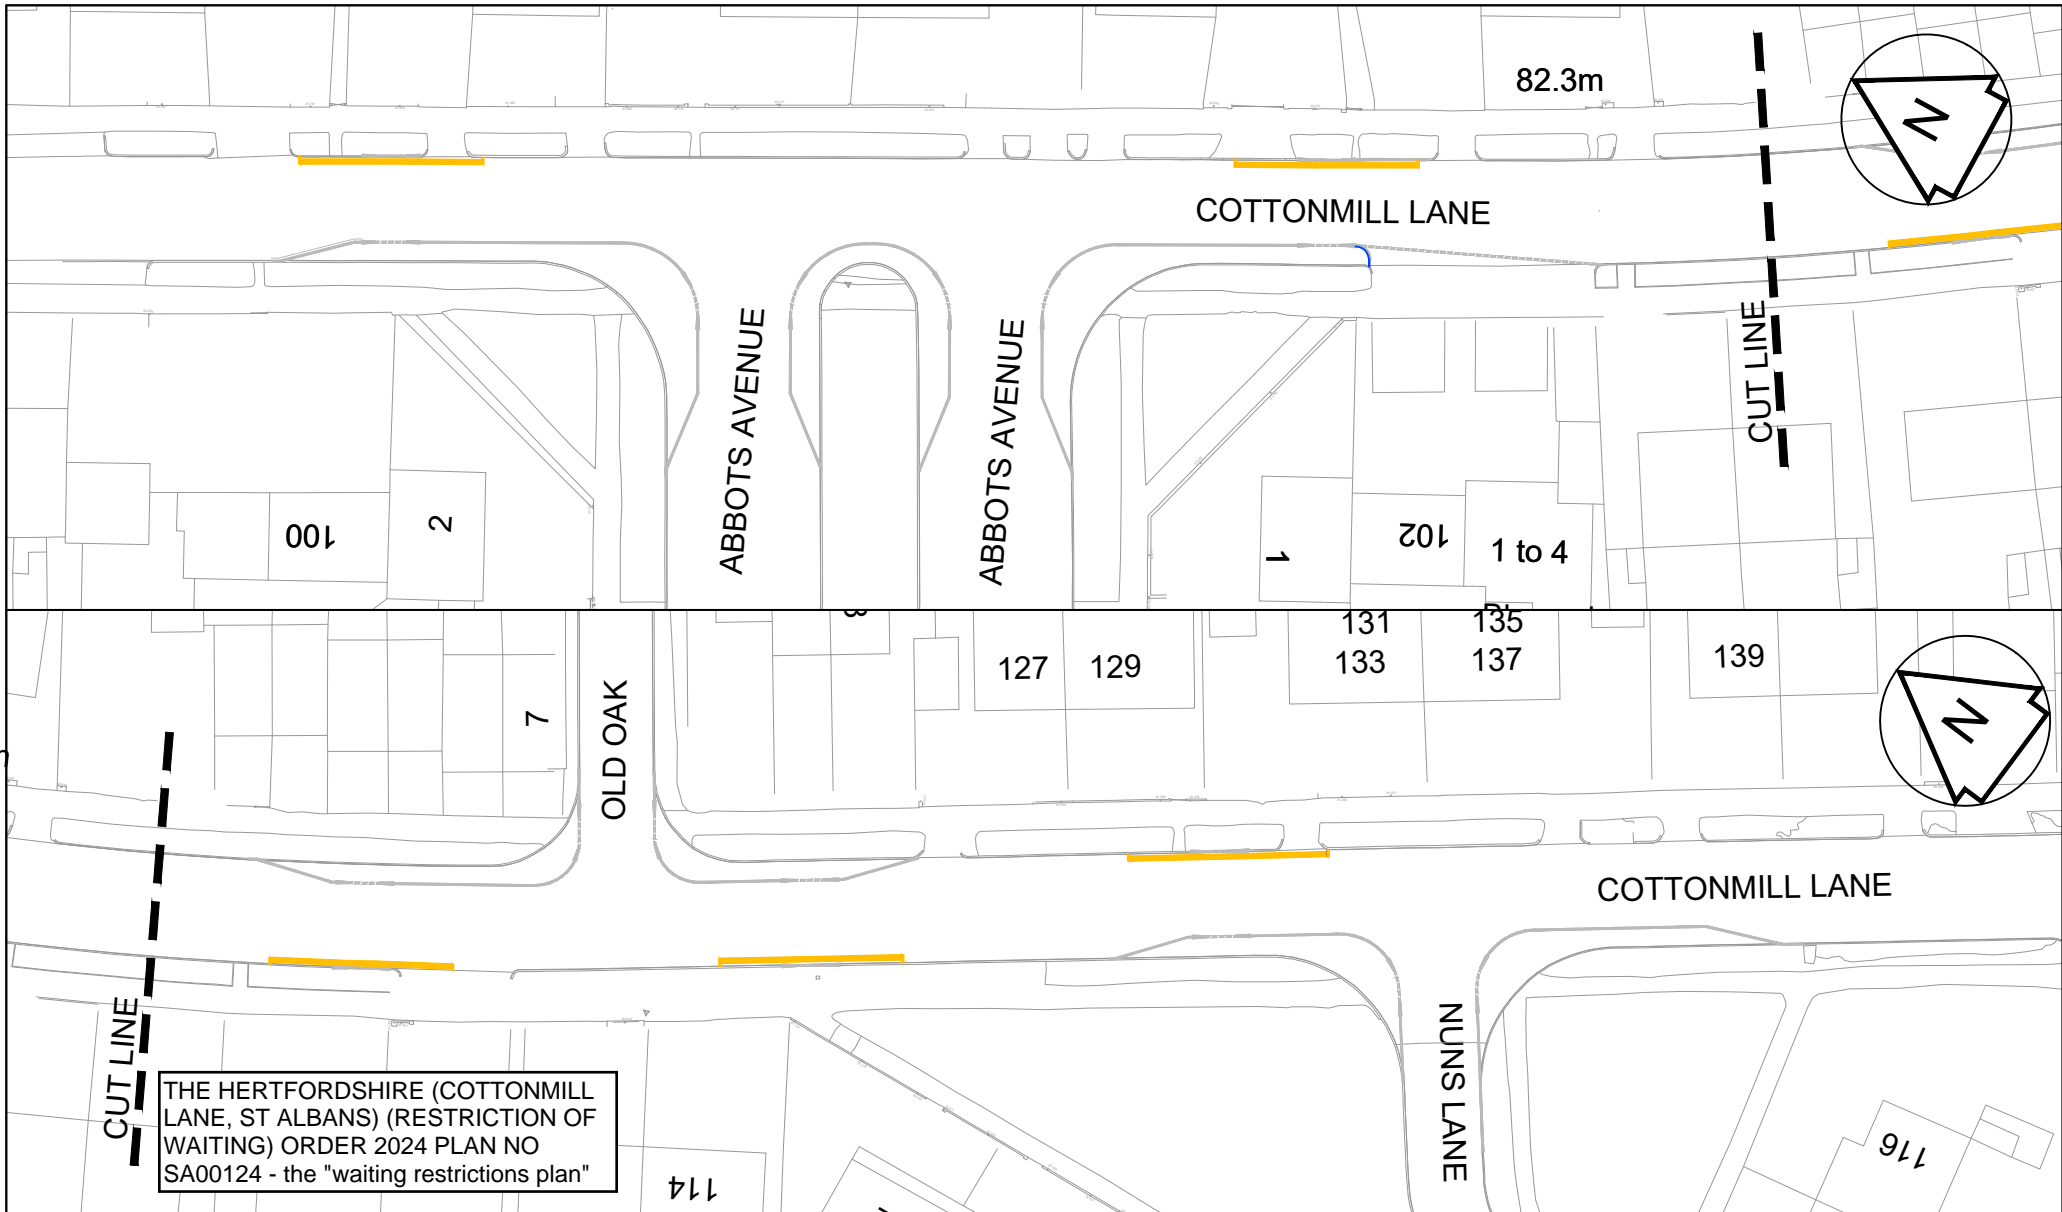 82.3m
N
COTTONMILL LANE
ABBOTS AVENUE
ABBOTS AVENUE
CUT LINE
100
2
1
102
1 to 4
131
133
135
137
127
129
139
N
7
OLD OAK
COTTONMILL LANE
CUT LINE
NUNS LANE
THE HERTFORDSHIRE (COTTONMILL
LANE, ST ALBANS) (RESTRICTION OF
WAITING) ORDER 2024 PLAN NO
SA00124 - the "waiting restrictions plan"
114
116